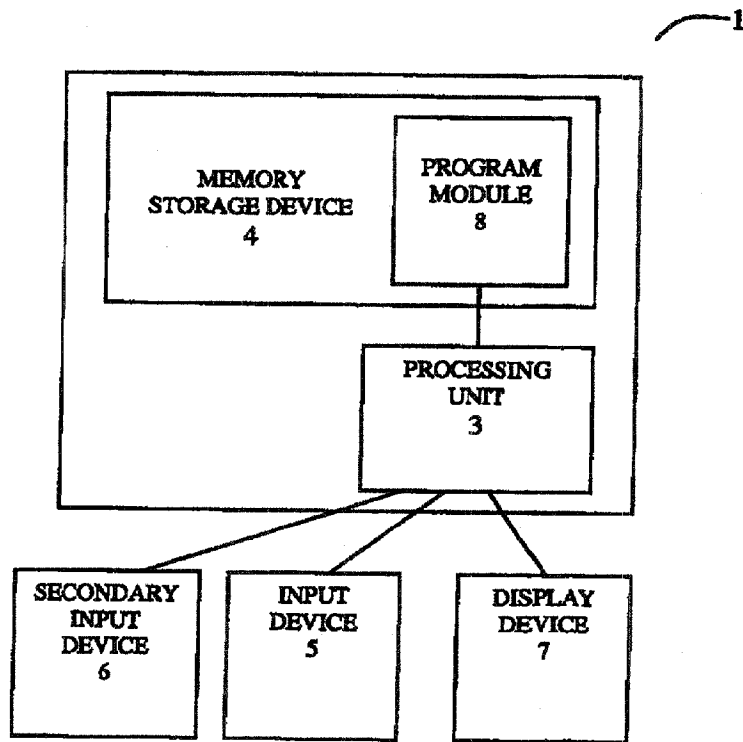 1
MEMORY
STORAGE DEVICE
4
PROGRAM
MODULE
8
PROCESSING
UNIT
3
SECONDARY
INPUT
DEVICE
6
INPUT
DEVICE
5
DISPLAY
DEVICE
7